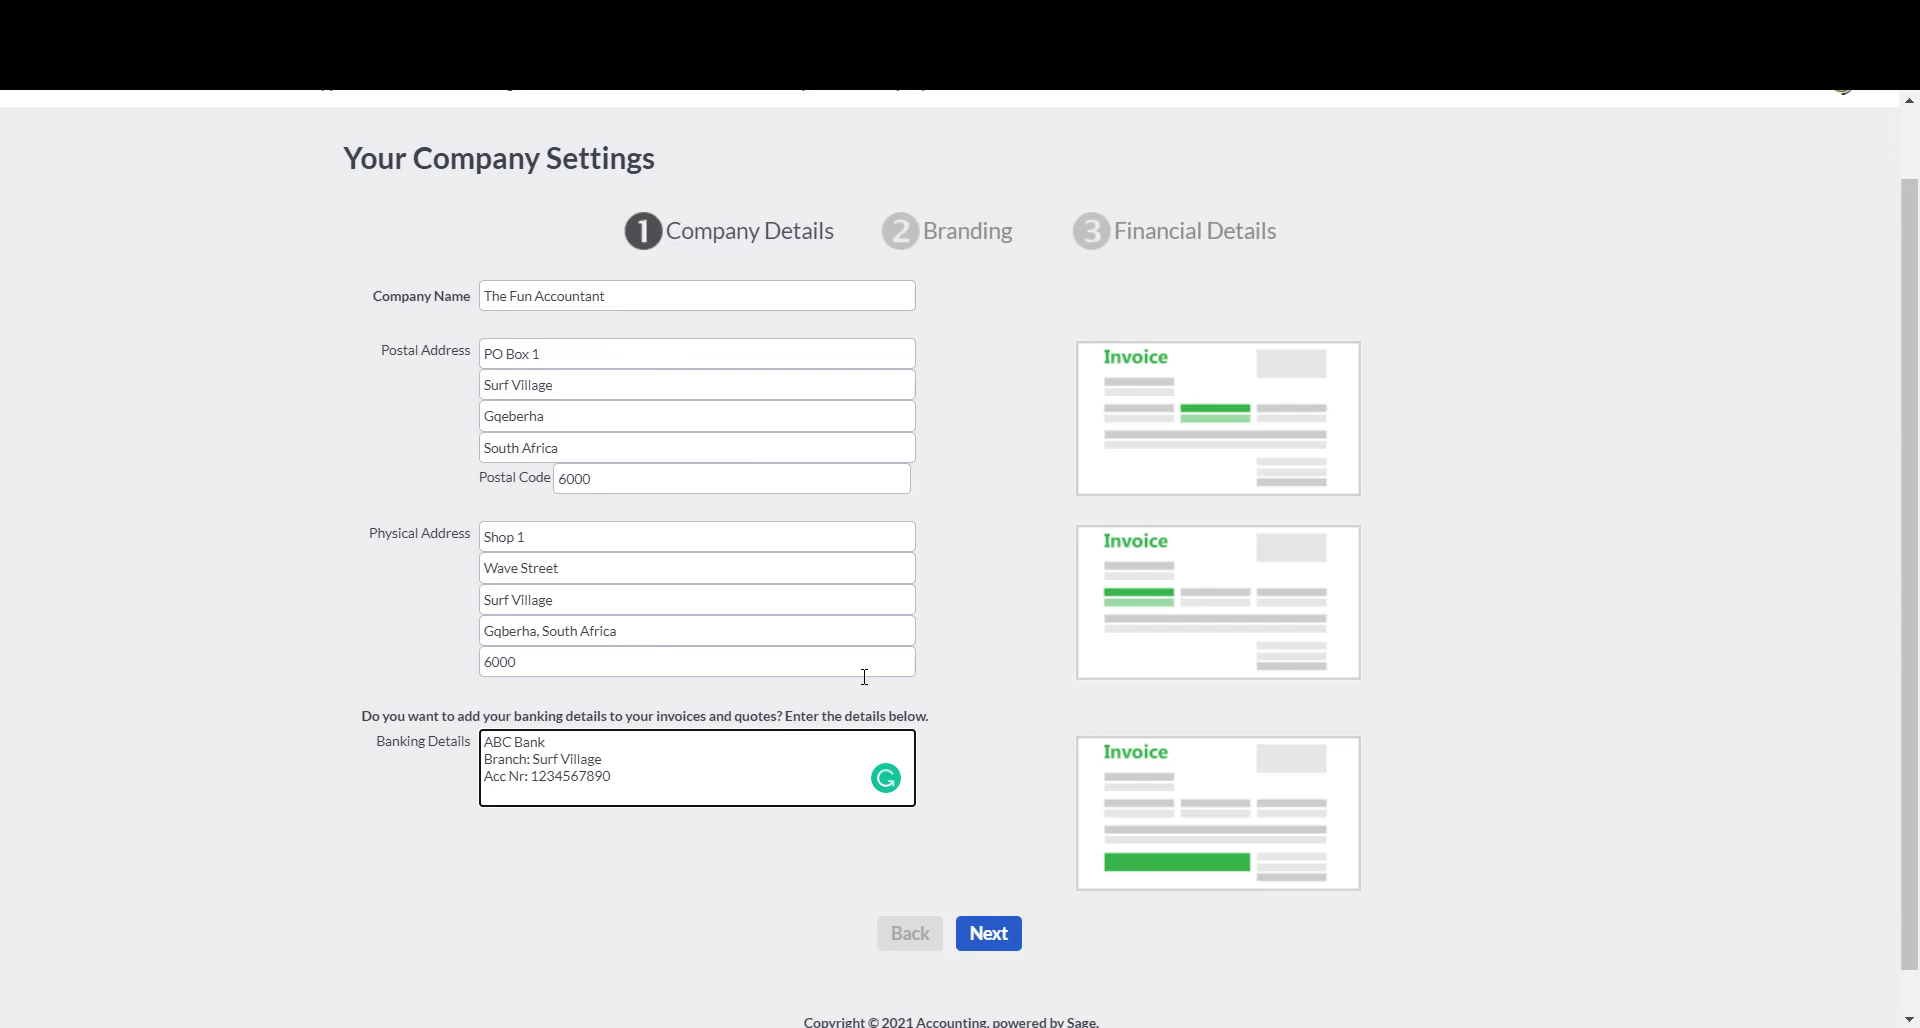 Your Company Settings
1 Company Details 2 Branding 3 Financial Details
Company Name The Fun Accountant
Postal Address PO Box 1
Surf Village
Gqeberha
South Africa
Postal Code 6000
Physical Address Shop 1
Wave Street
Surf Village
Gqberha, South Africa
6000
Do you want to add your banking details to your invoices and quotes? Enter the details below.
Banking Details ABC Bank
Branch: Surf Village
Acc Nr: 1234567890
Invoice
Invoice
Invoice
Back Next
Copyright © 2021 Accounting, powered by Sage.